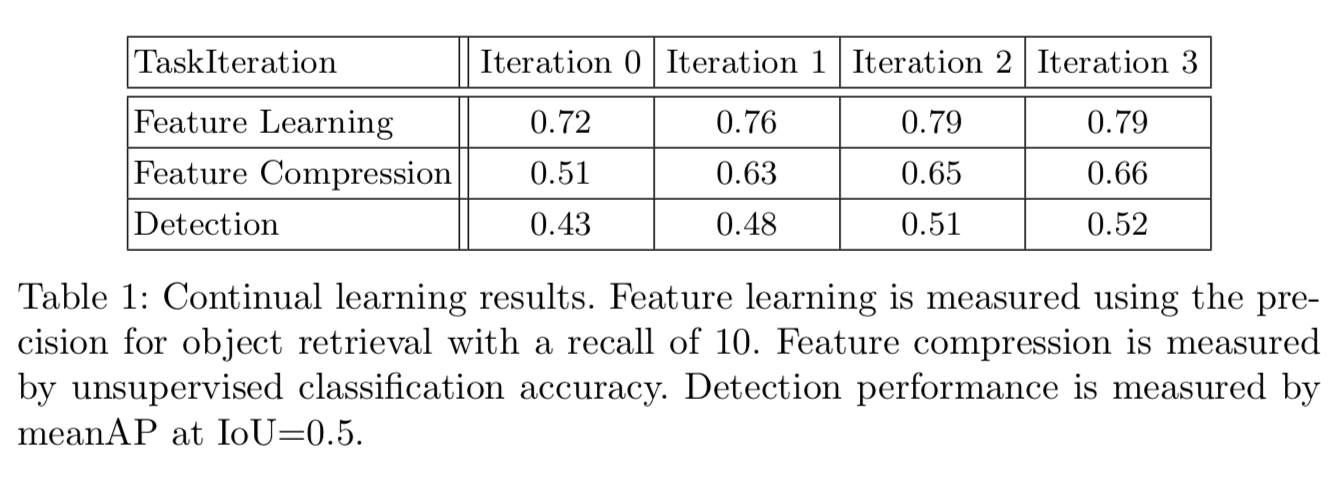 TaskIteration Iteration 0 Iteration 1 Iteration 2 Iteration 3
Feature Learning 0.72 0.76 0.79 0.79
Feature Compression 0.51 0.63 0.65 0.66
Detection 0.43 0.48 0.51 0.52
Table 1: Continual learning results. Feature learning is measured using the pre-
cision for object retrieval with a recall of 10. Feature compression is measured
by unsupervised classification accuracy. Detection performance is measured by
meanAP at IoU=0.5.